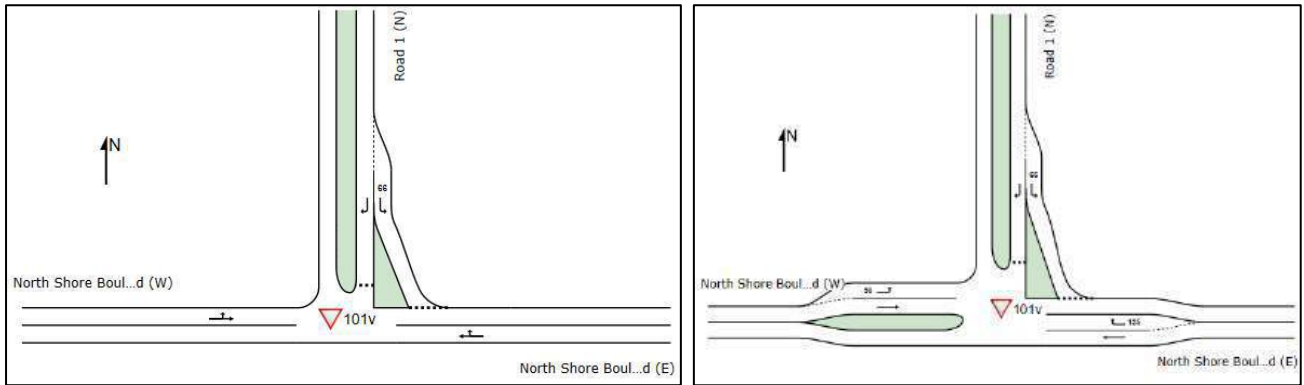 Road 1 (N)
N
66
North Shore Boul...d (W)
101v
North Shore Boul...d (E)
Road 1 (N)
N
66
North Shore Boul...d (W)
101v
North Shore Boul...d (E)